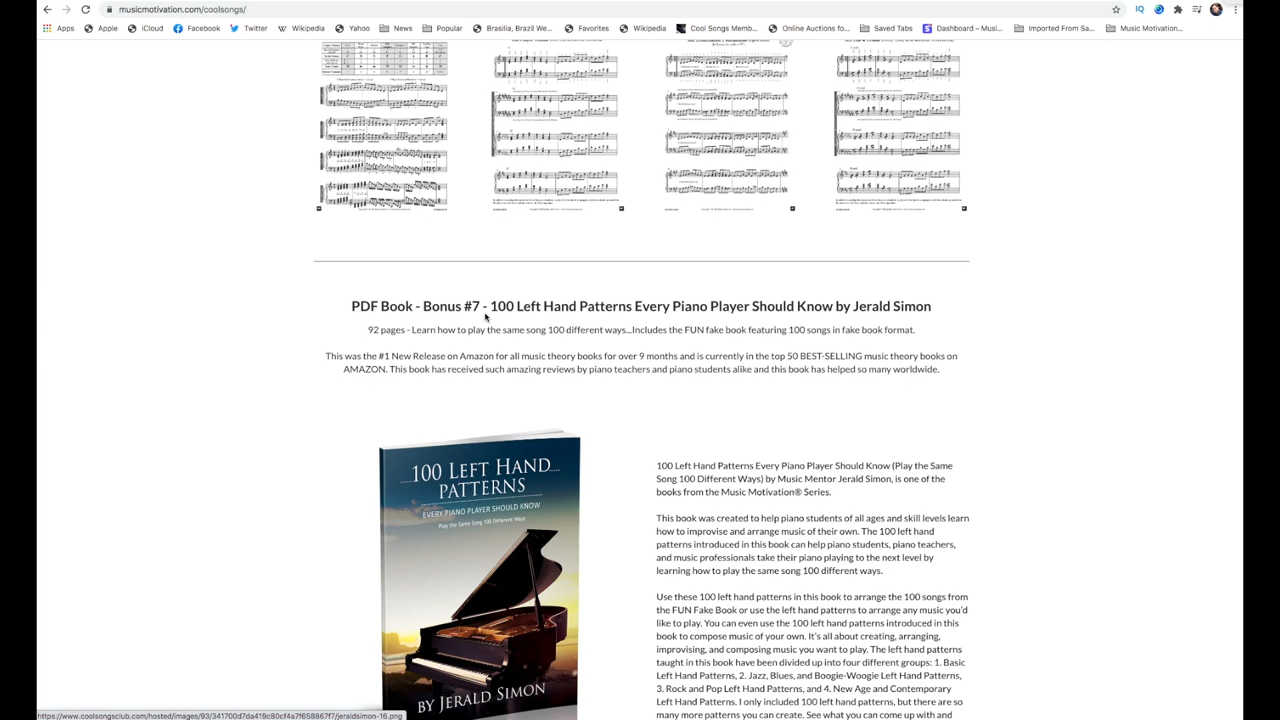 musicmotivation.com/coolsongs/
Apps Apple iCloud Twitter Wikipedia Yahoo News Popular Brasilia, Brazil We... Favorites Wikipedia Cool Songs Memb... Online Auctions fo... Saved Tabs Dashboard – Musi... Imported From Sa... Music Motivation...
PDF Book - Bonus #7 - 100 Left Hand Patterns Every Piano Player Should Know by Jerald Simon
92 pages - Learn how to play the same song 100 different ways...Includes the FUN fake book featuring 100 songs in fake book format.
This was the #1 New Release on Amazon for all music theory books for over 9 months and is currently in the top 50 BEST-SELLING music theory books on
AMAZON. This book has received such amazing reviews by piano teachers and piano students alike and this book has helped so many worldwide.
100 LEFT HAND
PATTERNS
EVERY PIANO PLAYER SHOULD KNOW
Play the Same Song 100 Different Ways
BY JERALD SIMON
100 Left Hand Patterns Every Piano Player Should Know (Play the Same
Song 100 Different Ways) by Music Mentor Jerald Simon, is one of the
books from the Music Motivation® Series.
This book was created to help piano students of all ages and skill levels learn
how to improvise and arrange music of their own. The 100 left hand
patterns introduced in this book can help piano students, piano teachers,
and music professionals take their piano playing to the next level by
learning how to play the same song 100 different ways.
Use these 100 left hand patterns in this book to arrange the 100 songs from
the FUN Fake Book or use the left hand patterns to arrange any music you'd
like to play. You can even use the 100 left hand patterns introduced in this
book to compose music of your own. It's all about creating, arranging,
improvising, and composing music you want to play. The left hand patterns
taught in this book have been divided up into four different groups: 1. Basic
Left Hand Patterns, 2. Jazz, Blues, and Boogie-Woogie Left Hand Patterns,
3. Rock and Pop Left Hand Patterns, and 4. New Age and Contemporary
Left Hand Patterns. I only included 100 left hand patterns, but there are so
many more patterns you can create. See what you can come up with and
https://www.coolsongsclub.com/hosted/images/93/341700d7da419c80cf4a7f658867f7/jeraldsimon-16.png